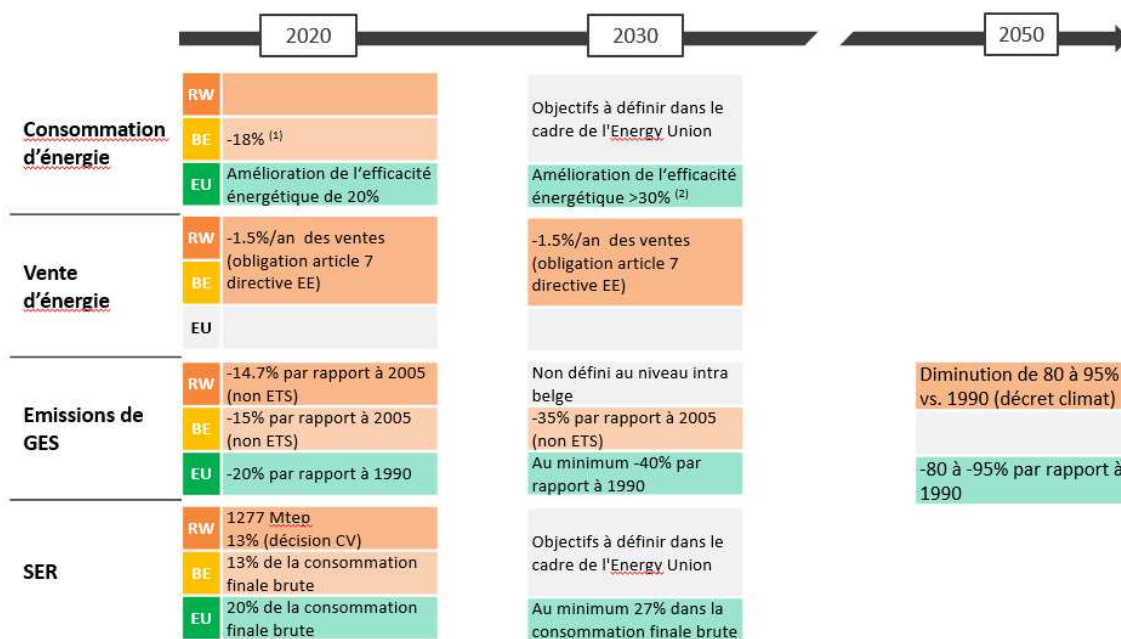 2020
2030
2050
Consommation
d'énergie
RW
BE
-18% (1)
EU
Amélioration de l'efficacité
énergétique de 20%
Objectifs à définir dans le
cadre de l'Energy Union
Amélioration de l'efficacité
énergétique >30% (2)
Vente
d'énergie
RW
BE
-1.5%/an des ventes
(obligation article 7
directive EE)
EU
-1.5%/an des ventes
(obligation article 7
directive EE)
Emissions de
GES
RW
-14.7% par rapport à 2005
(non ETS)
BE
-15% par rapport à 2005
(non ETS)
EU
-20% par rapport à 1990
Non défini au niveau intra
belge
-35% par rapport à 2005
(non ETS)
Au minimum -40% par
rapport à 1990
Diminution de 80 à 95%
vs. 1990 (décret climat)
-80 à -95% par rapport à
1990
SER
RW
1277 Mtep
13% (décision CV)
BE
13% de la consommation
finale brute
EU
20% de la consommation
finale brute
Objectifs à définir dans le
cadre de l'Energy Union
Au minimum 27% dans la
consommation finale brute